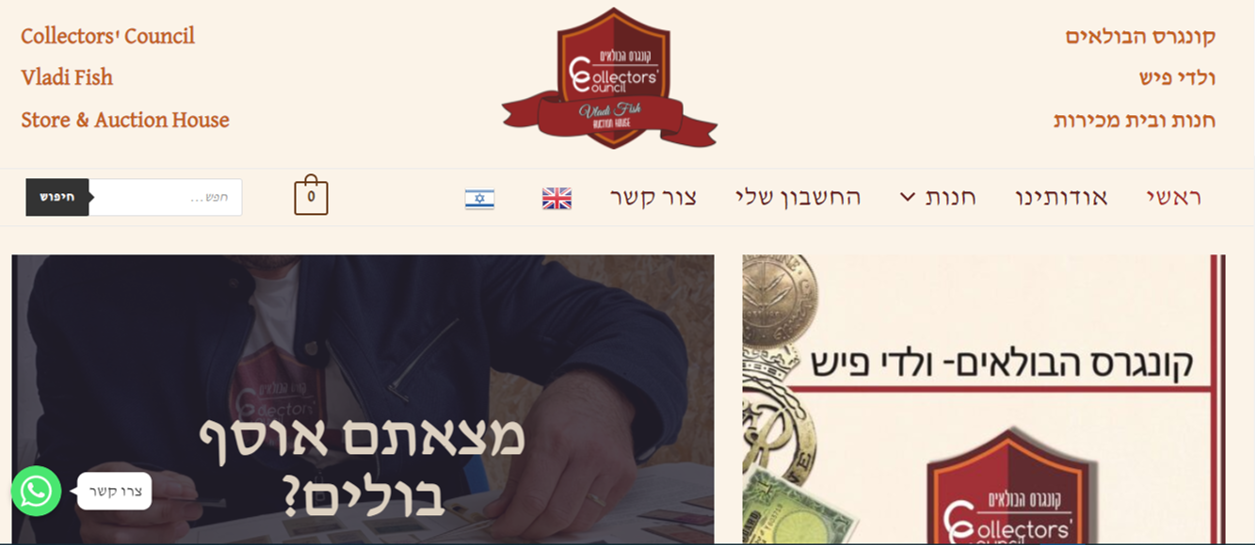 Collectors' Council
Vladi Fish
Store & Auction House
קונגרס הבולאים
Collectors'
Council
Vladi Fish
AUCTION HOUSE
קונגרס הבולאים
ולדי פיש
חנות ובית מכירות
ראשי
אודותינו
חנות
החשבון שלי
צור קשר
0
חפש...
חיפוש
קונגרס הבולאים
Collectors'
מצאתם אוסף
בולים?
צרו קשר
קונגרס הבולאים- ולדי פיש
קונגרס הבולאים
Collectors'
Council